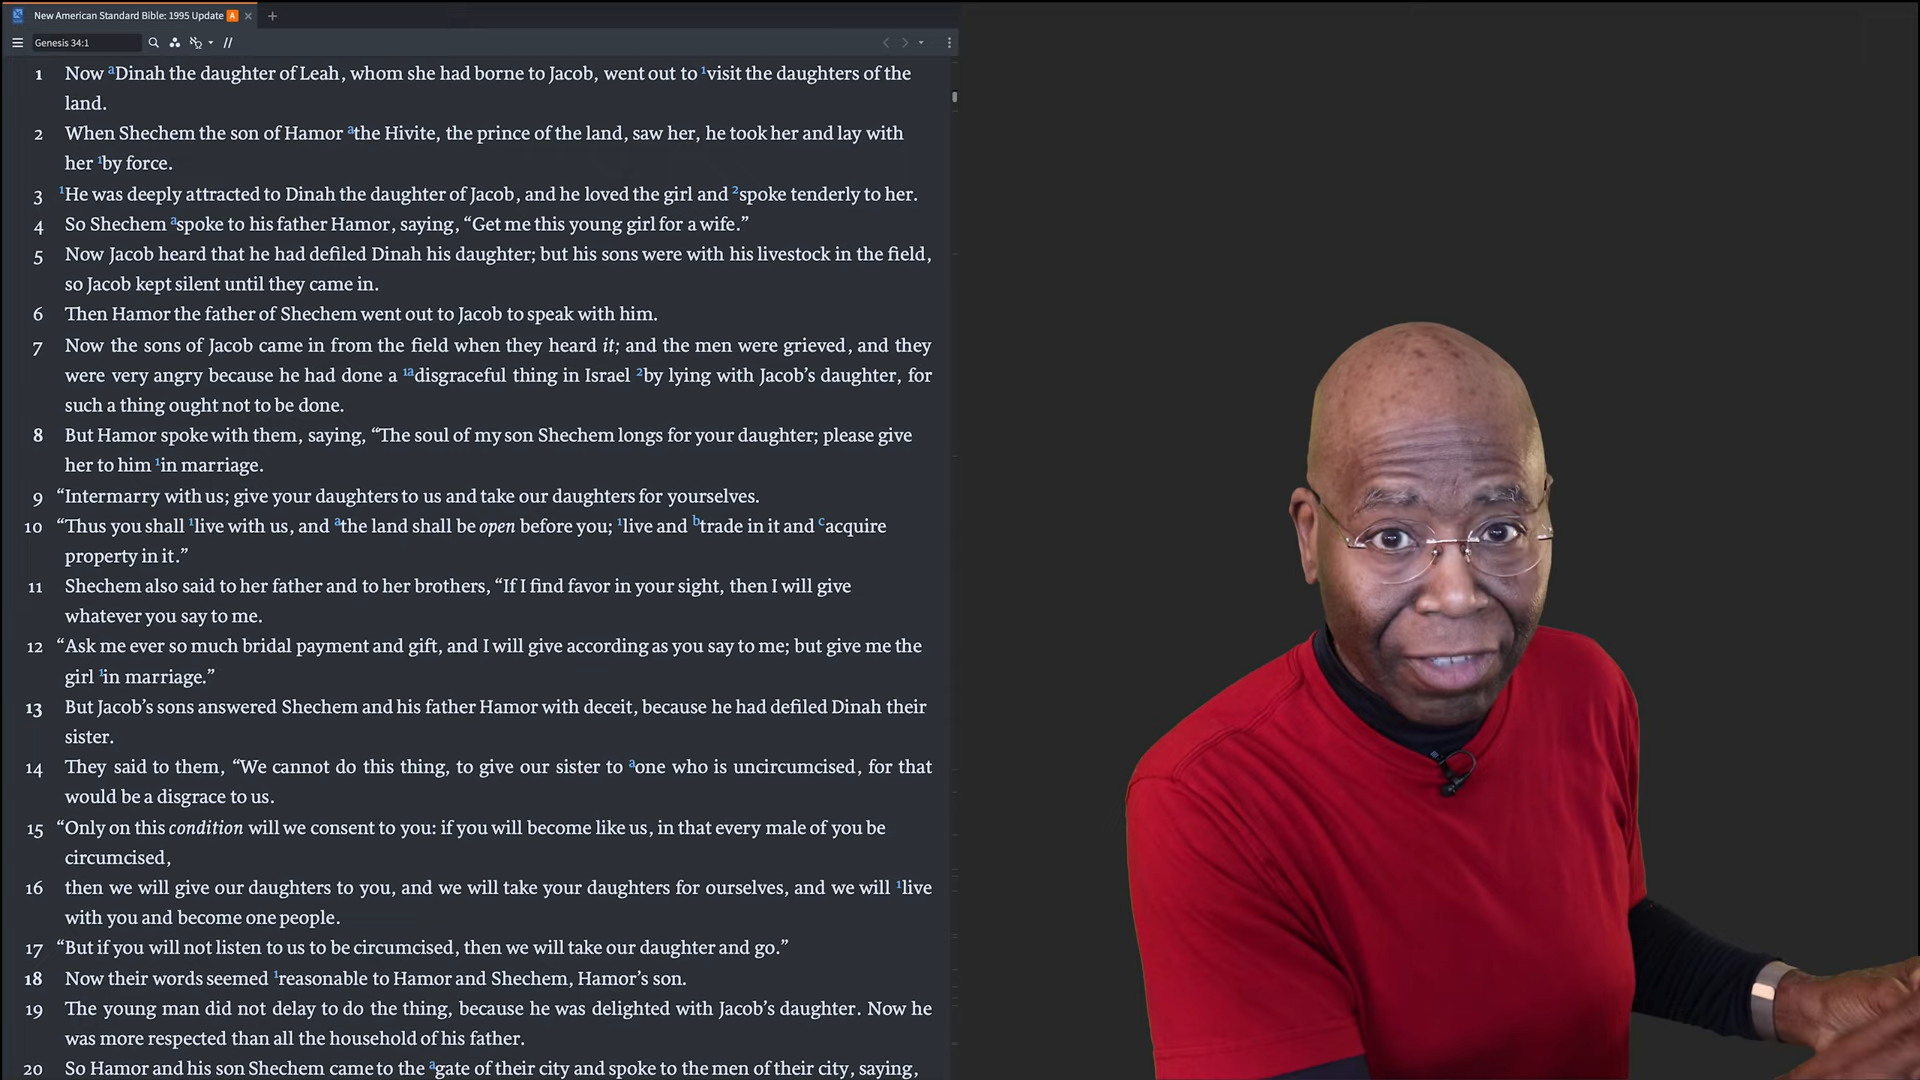 New American Standard Bible: 1995 Update A
Genesis 34:1
1 Now aDinah the daughter of Leah, whom she had borne to Jacob, went out to 1visit the daughters of the
land.
2 When Shechem the son of Hamor athe Hivite, the prince of the land, saw her, he took her and lay with
her 1by force.
3 1He was deeply attracted to Dinah the daughter of Jacob, and he loved the girl and 2spoke tenderly to her.
4 So Shechem aspoke to his father Hamor, saying, “Get me this young girl for a wife.”
5 Now Jacob heard that he had defiled Dinah his daughter; but his sons were with his livestock in the field,
so Jacob kept silent until they came in.
6 Then Hamor the father of Shechem went out to Jacob to speak with him.
7 Now the sons of Jacob came in from the field when they heard it; and the men were grieved, and they
were very angry because he had done a 1adisgraceful thing in Israel 2by lying with Jacob’s daughter, for
such a thing ought not to be done.
8 But Hamor spoke with them, saying, “The soul of my son Shechem longs for your daughter; please give
her to him 1in marriage.
9 “Intermarry with us; give your daughters to us and take our daughters for yourselves.
10 “Thus you shall 1live with us, and athe land shall be open before you; 1live and btrade in it and cacquire
property in it.”
11 Shechem also said to her father and to her brothers, “If I find favor in your sight, then I will give
whatever you say to me.
12 “Ask me ever so much bridal payment and gift, and I will give according as you say to me; but give me the
girl 1in marriage.”
13 But Jacob’s sons answered Shechem and his father Hamor with deceit, because he had defiled Dinah their
sister.
14 They said to them, “We cannot do this thing, to give our sister to aone who is uncircumcised, for that
would be a disgrace to us.
15 “Only on this condition will we consent to you: if you will become like us, in that every male of you be
circumcised,
16 then we will give our daughters to you, and we will take your daughters for ourselves, and we will 1live
with you and become one people.
17 “But if you will not listen to us to be circumcised, then we will take our daughter and go.”
18 Now their words seemed 1reasonable to Hamor and Shechem, Hamor’s son.
19 The young man did not delay to do the thing, because he was delighted with Jacob’s daughter. Now he
was more respected than all the household of his father.
20 So Hamor and his son Shechem came to the agate of their city and spoke to the men of their city, saying,